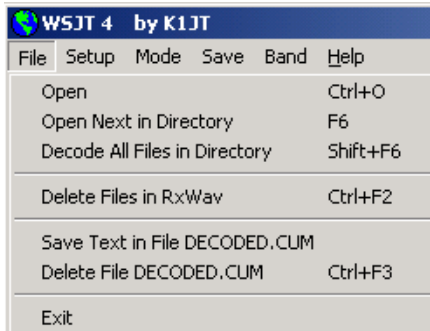 WSJT 4 by K1JT
File Setup Mode Save Band Help
Open Ctrl+O
Open Next in Directory F6
Decode All Files in Directory Shift+F6
Delete Files in RxWav Ctrl+F2
Save Text in File DECODED.CUM
Delete File DECODED.CUM Ctrl+F3
Exit